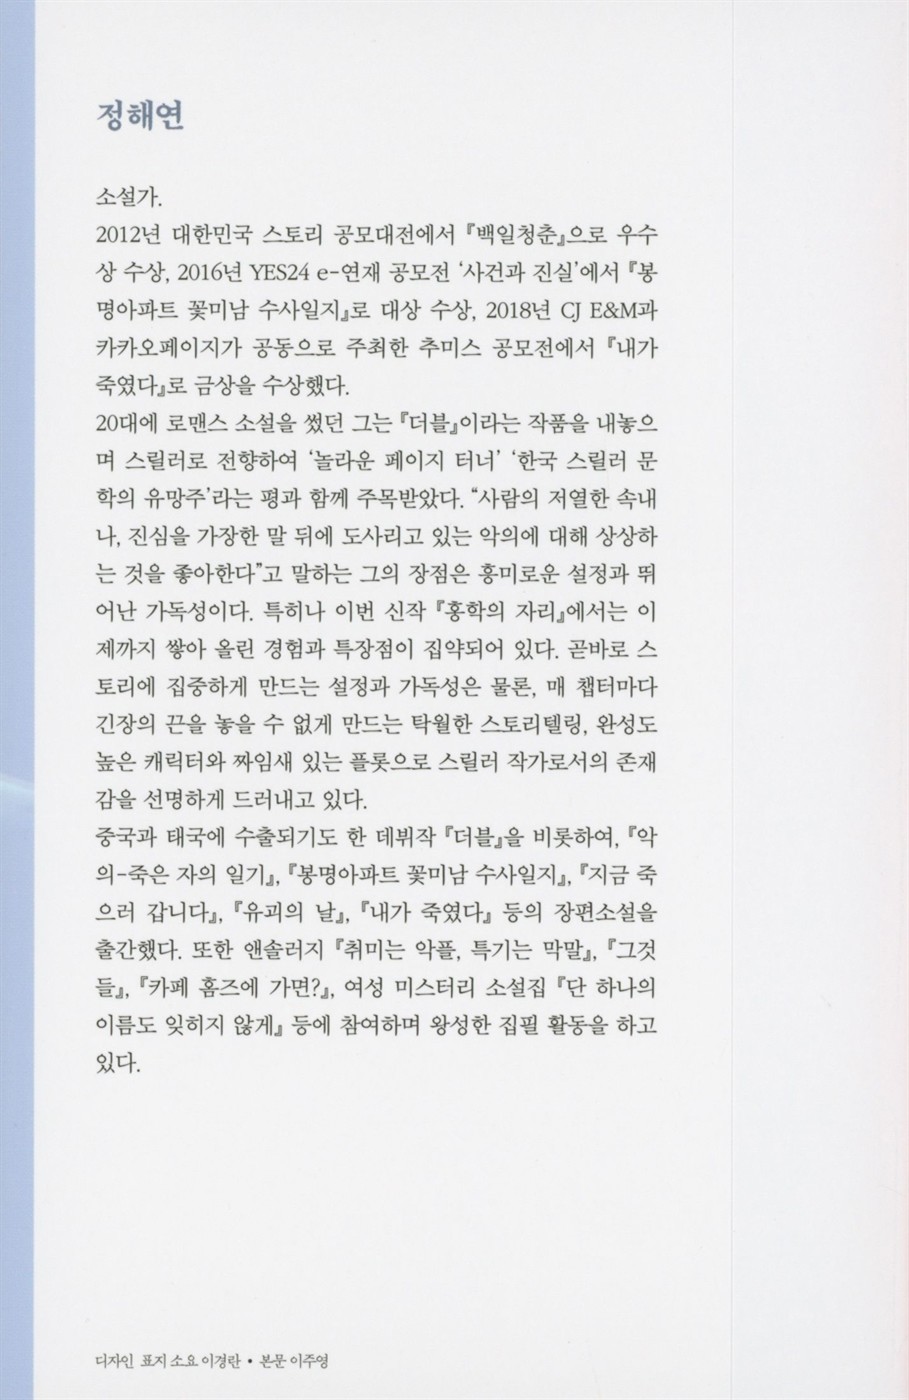 정해연
소설가.
2012년 대한민국 스토리 공모대전에서 『백일청춘』으로 우수
상 수상, 2016년 YES24 e-연재 공모전 ‘사건과 진실’에서 『봉
명아파트 꽃미남 수사일지』로 대상 수상, 2018년 CJ E&M과
카카오페이지가 공동으로 주최한 추미스 공모전에서 『내가
죽였다』로 금상을 수상했다.
20대에 로맨스 소설을 썼던 그는 『더블』이라는 작품을 내놓으
며 스릴러로 전향하여 ‘놀라운 페이지 터너’ ‘한국 스릴러 문
학의 유망주’라는 평과 함께 주목받았다. “사람의 저열한 속내
나, 진심을 가장한 말 뒤에 도사리고 있는 악의에 대해 상상하
는 것을 좋아한다”고 말하는 그의 장점은 흥미로운 설정과 뛰
어난 가독성이다. 특히나 이번 신작 『홍학의 자리』에서는 이
제까지 쌓아 올린 경험과 특장점이 집약되어 있다. 곧바로 스
토리에 집중하게 만드는 설정과 가독성은 물론, 매 챕터마다
긴장의 끈을 놓을 수 없게 만드는 탁월한 스토리텔링, 완성도
높은 캐릭터와 짜임새 있는 플롯으로 스릴러 작가로서의 존재
감을 선명하게 드러내고 있다.
중국과 태국에 수출되기도 한 데뷔작 『더블』을 비롯하여, 『악
의-죽은 자의 일기』, 『봉명아파트 꽃미남 수사일지』, 『지금 죽
으러 갑니다』, 『유괴의 날』, 『내가 죽였다』 등의 장편소설을
출간했다. 또한 앤솔러지 『취미는 악플, 특기는 막말』, 『그것
들』, 『카페 홈즈에 가면?』, 여성 미스터리 소설집 『단 하나의
이름도 잊히지 않게』 등에 참여하며 왕성한 집필 활동을 하고
있다.
디자인 표지 소요 이경란 • 본문 이주영